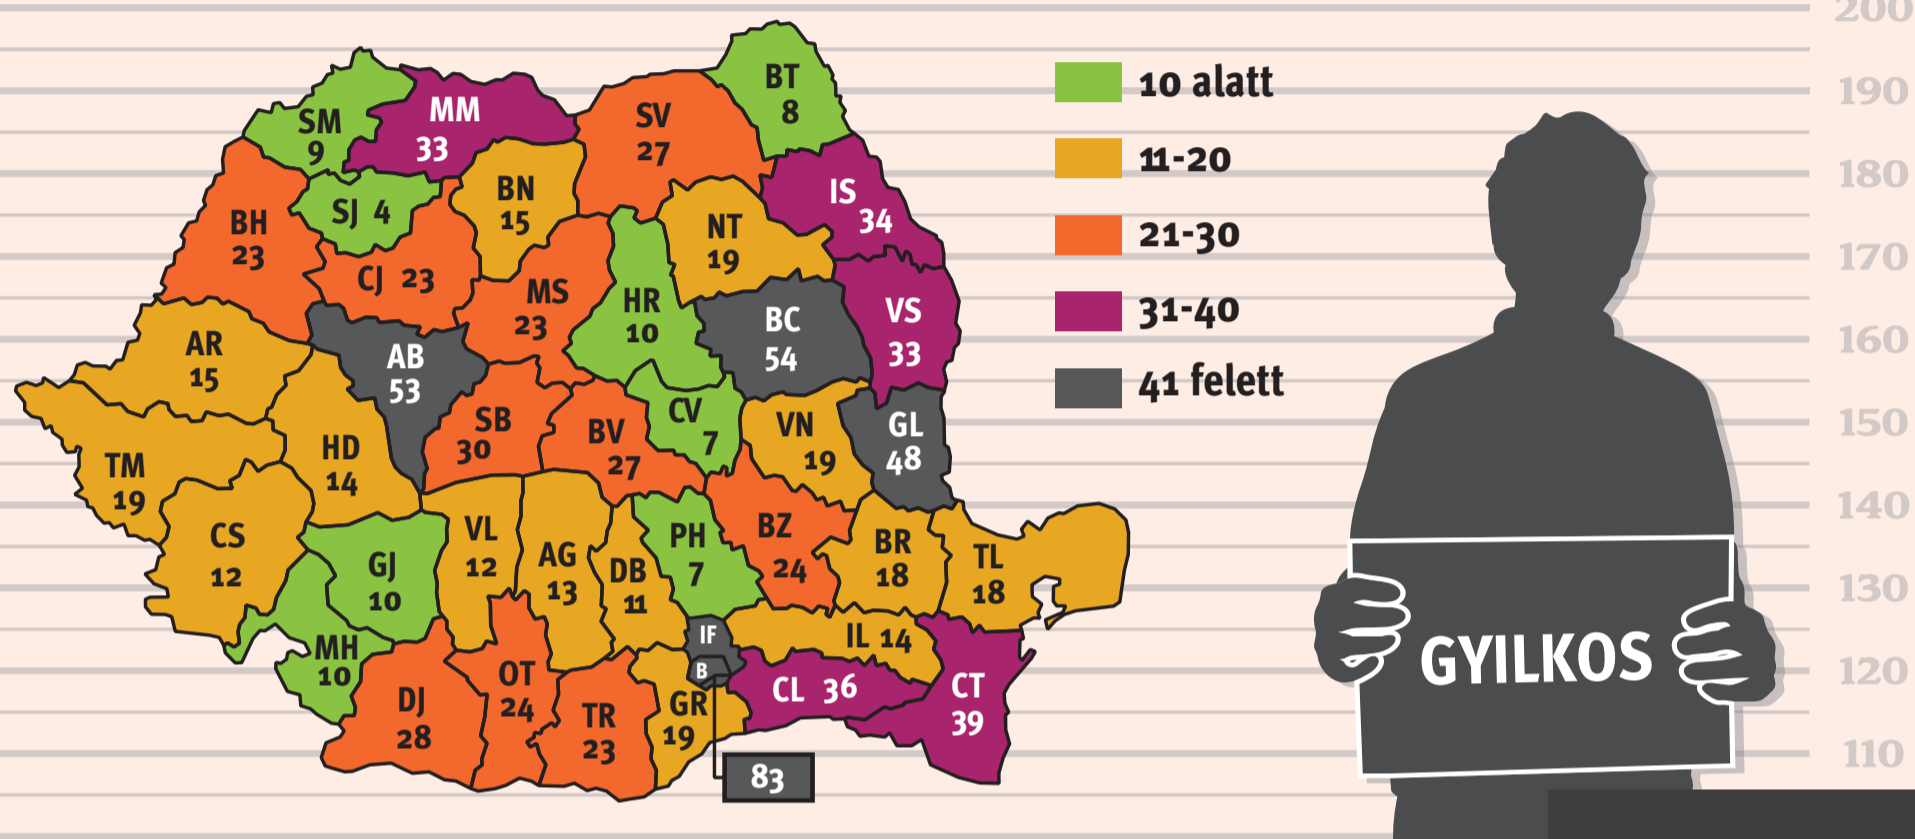 200
BT
8
10 alatt
190
SM
9
MM
33
SV
27
11-20
180
BH
23
SJ 4
BN
15
NT
19
IS
34
21-30
170
CJ 23
MS
23
HR
10
BC
54
VS
33
31-40
160
AR
15
AB
53
41 felett
150
TM
19
HD
14
SB
30
BV
27
CV
7
VN
19
GL
48
140
CS
12
GJ
10
VL
12
AG
13
DB
11
PH
7
BZ
24
BR
18
TL
18
130
MH
10
IF
B
IL 14
GYILKOS
120
DJ
28
OT
24
TR
23
GR
19
CL 36
CT
39
110
83